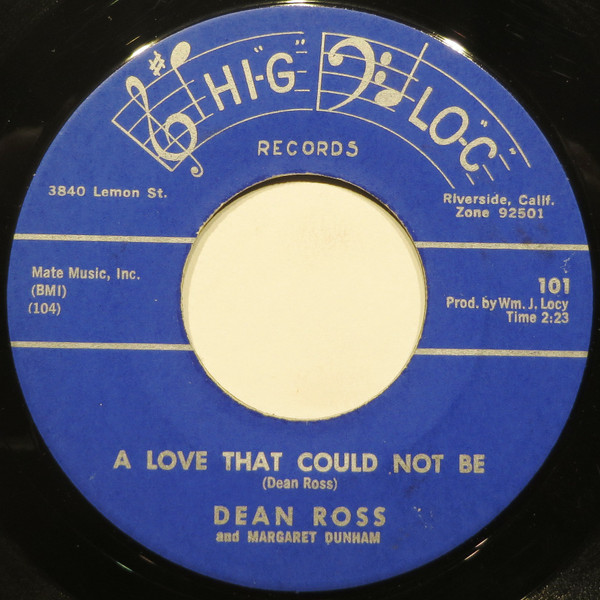 HI-"G"
LO-"C"
RECORDS
3840 Lemon St.
Riverside, Calif.
Zone 92501
Mate Music, Inc.
(BMI)
(104)
101
Prod. by Wm. J. Locy
Time 2:23
A LOVE THAT COULD NOT BE
(Dean Ross)
DEAN ROSS
and MARGARET DUNHAM